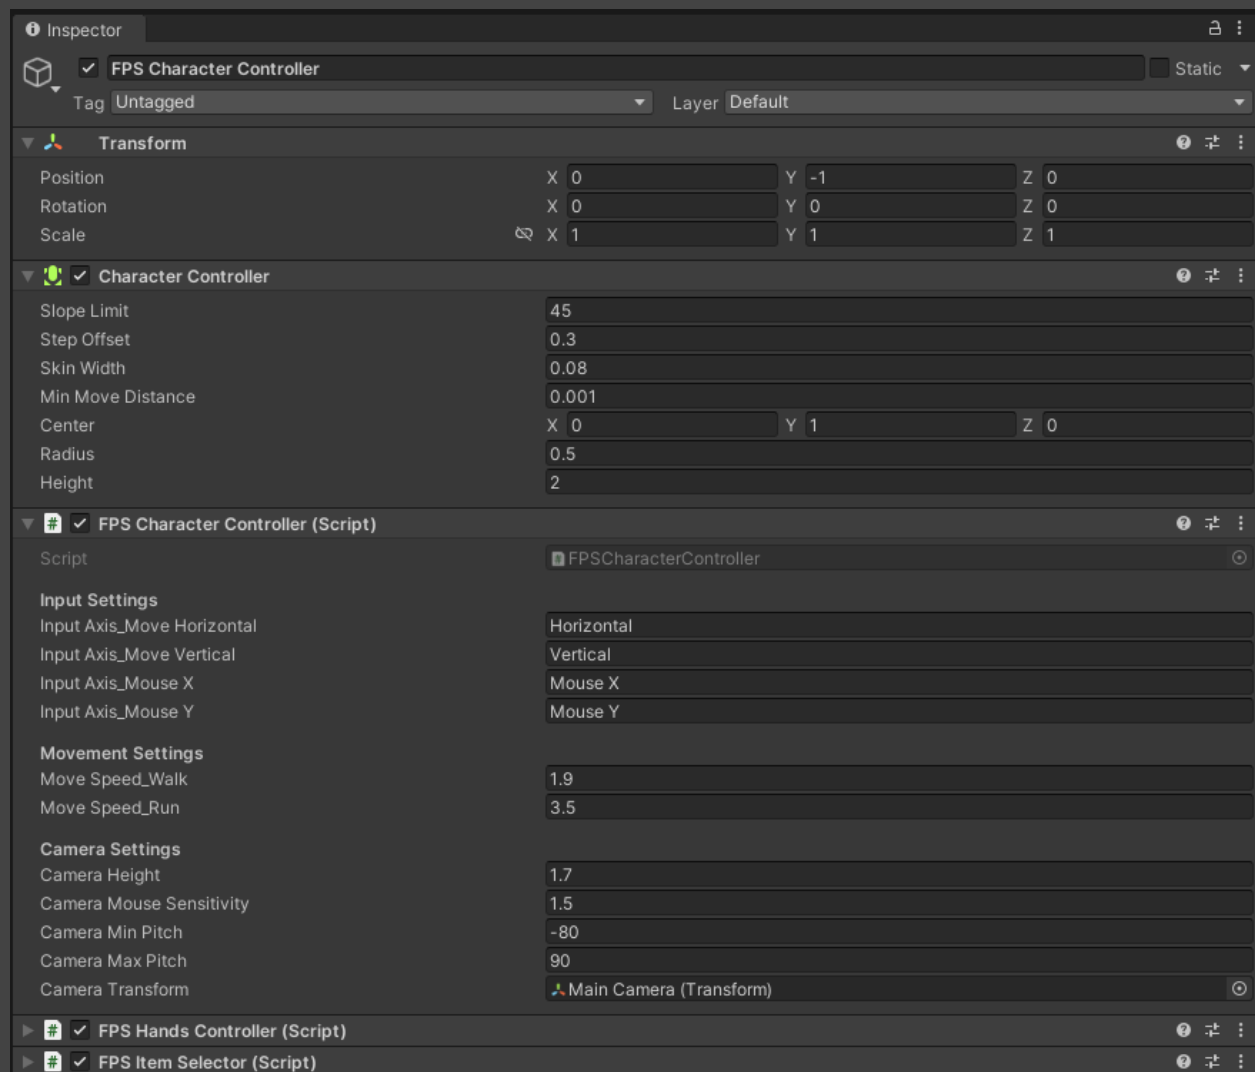 Inspector
FPS Character Controller Static
Tag Untagged Layer Default
Transform
Position X 0 Y -1 Z 0
Rotation X 0 Y 0 Z 0
Scale X 1 Y 1 Z 1
Character Controller
Slope Limit 45
Step Offset 0.3
Skin Width 0.08
Min Move Distance 0.001
Center X 0 Y 1 Z 0
Radius 0.5
Height 2
# FPS Character Controller (Script)
Script FPSCharacterController
Input Settings
Input Axis_Move Horizontal Horizontal
Input Axis_Move Vertical Vertical
Input Axis_Mouse X Mouse X
Input Axis_Mouse Y Mouse Y
Movement Settings
Move Speed_Walk 1.9
Move Speed_Run 3.5
Camera Settings
Camera Height 1.7
Camera Mouse Sensitivity 1.5
Camera Min Pitch -80
Camera Max Pitch 90
Camera Transform Main Camera (Transform)
# FPS Hands Controller (Script)
# FPS Item Selector (Script)